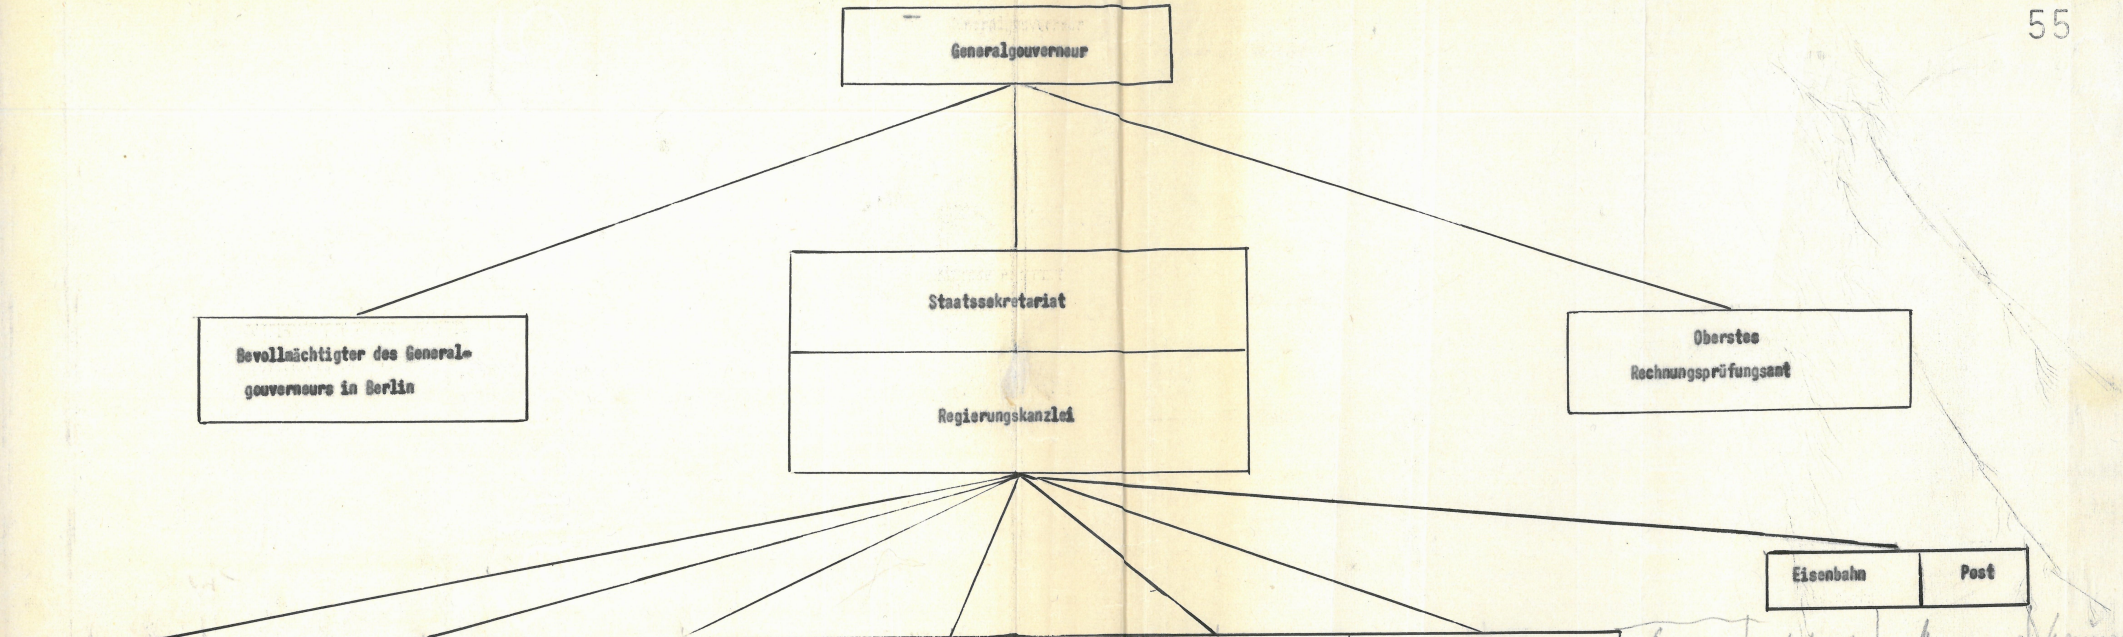 55
Generalgouverneur
Staatssekretariat
Bevollmächtigter des General-
gouverneurs in Berlin
Oberstes
Rechnungsprüfungsamt
Regierungskanzlei
Eisenbahn
Post